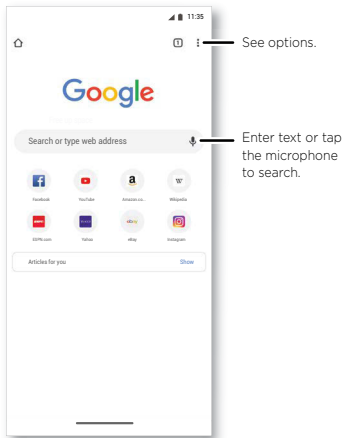 11:35
1
See options.
Google
Search or type web address
Enter text or tap
the microphone
to search.
a
W
Facebook YouTube Amazon.co... Wikipedia
ebay
ESPN.com Yahoo eBay Instagram
Articles for you Show